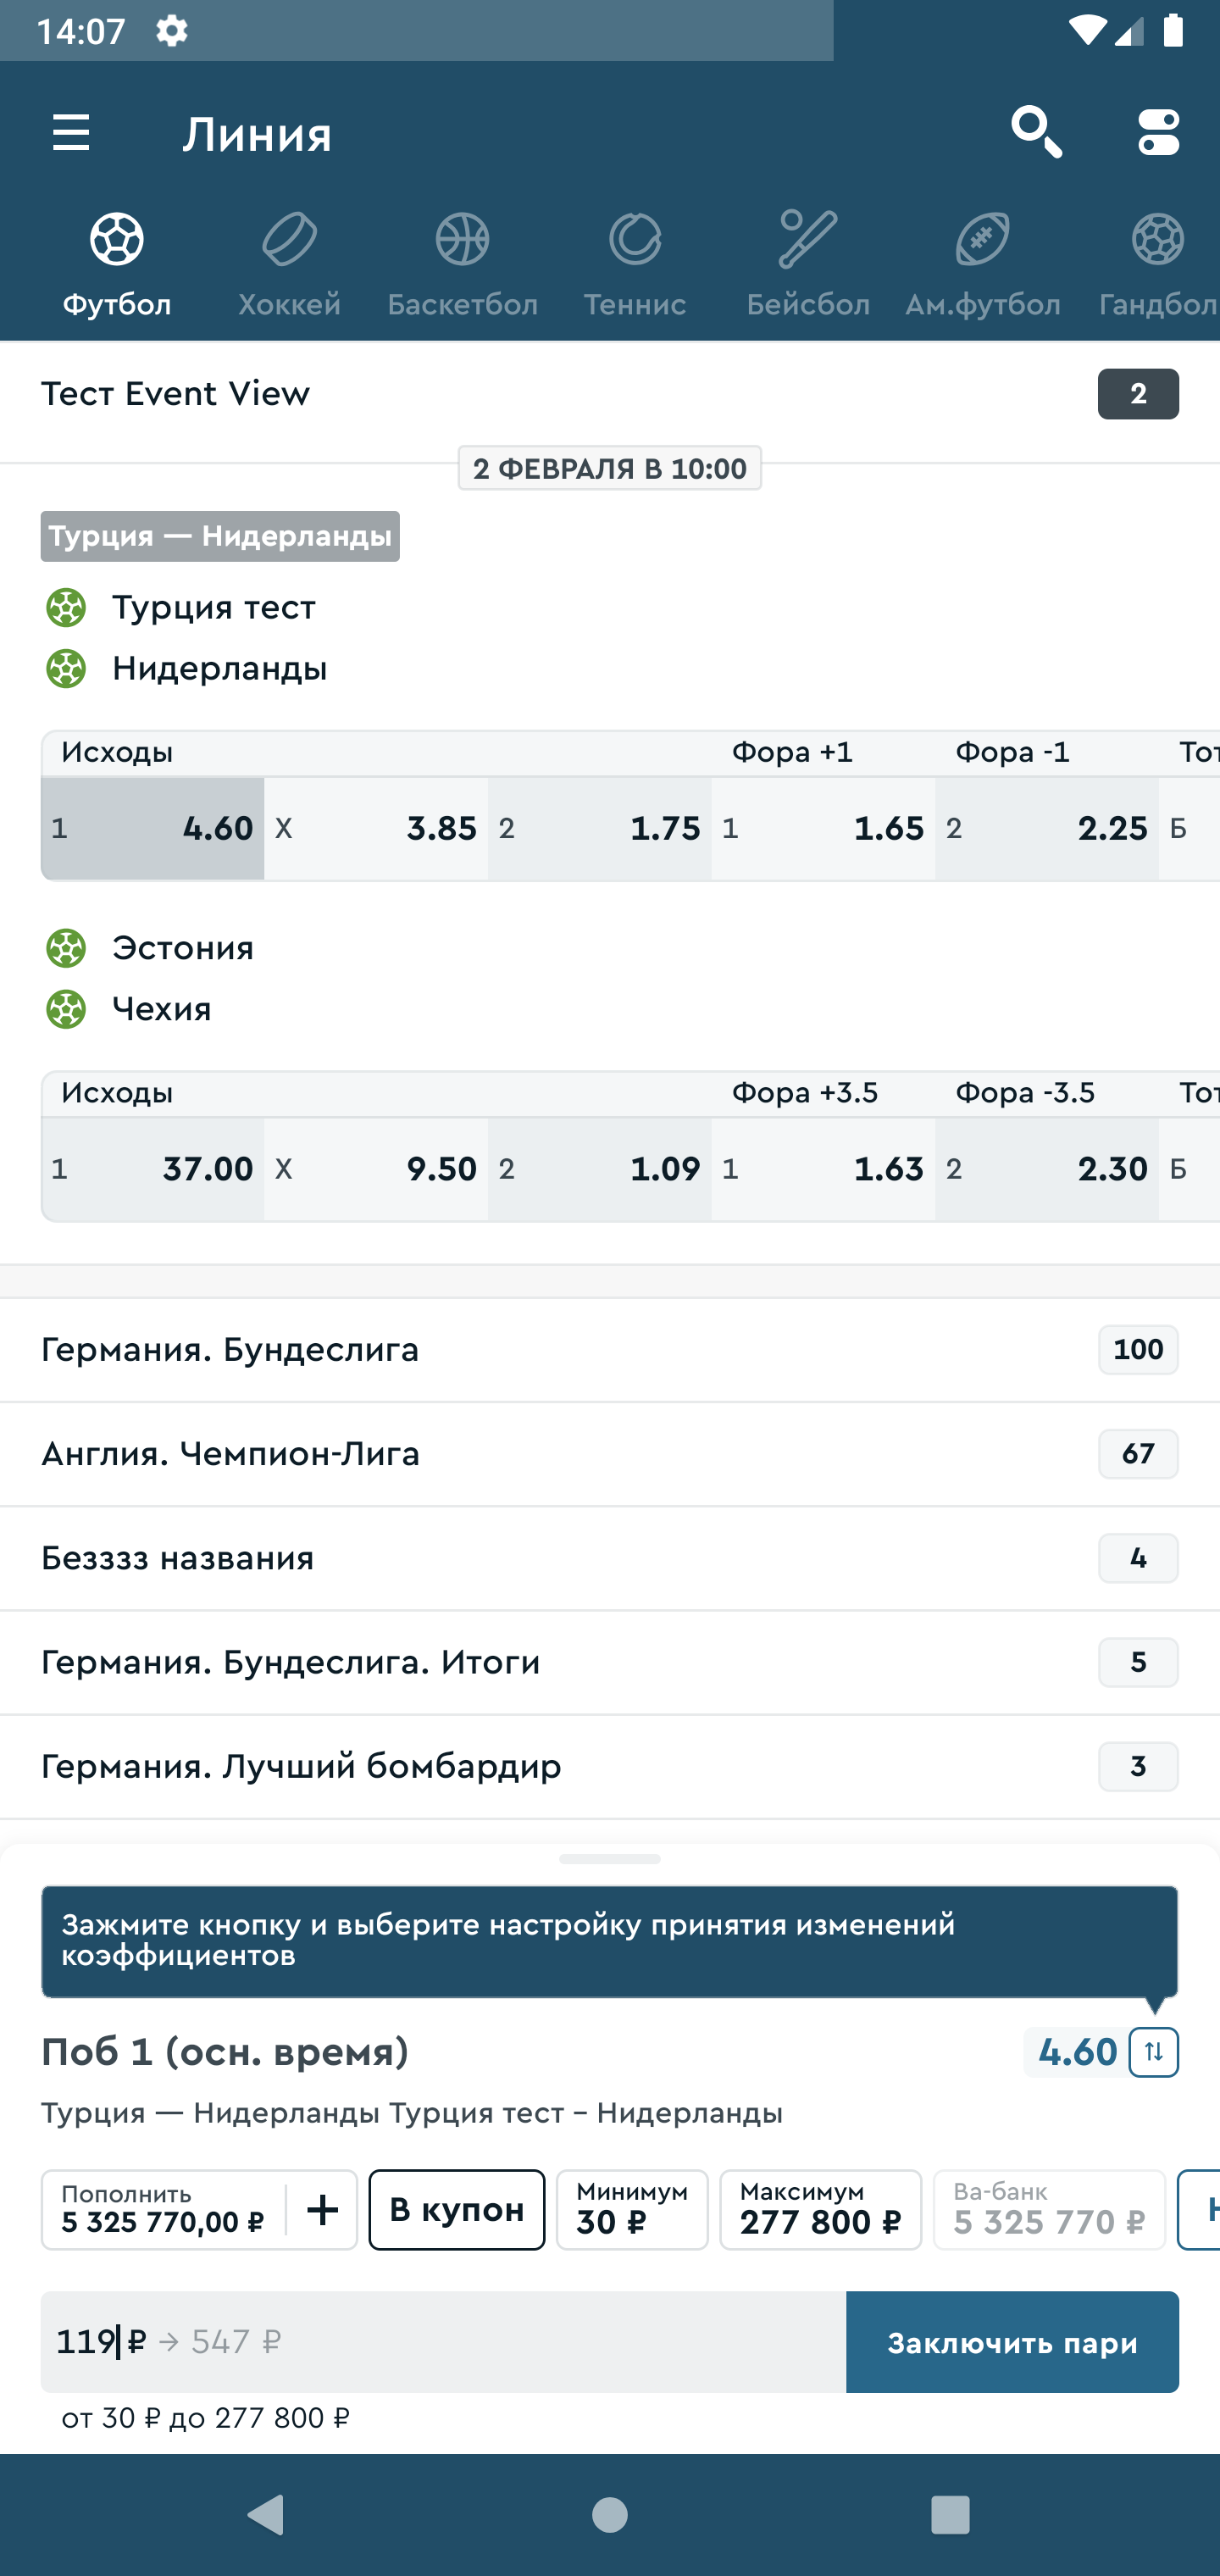 14:07
Линия
Футбол Хоккей Баскетбол Теннис Бейсбол Ам.футбол Гандбол
Тест Event View 2
2 ФЕВРАЛЯ В 10:00
Турция — Нидерланды
Турция тест
Нидерланды
Исходы Фора +1 Фора -1 Тот
1 4.60 X 3.85 2 1.75 1 1.65 2 2.25 Б
Эстония
Чехия
Исходы Фора +3.5 Фора -3.5 Тот
1 37.00 X 9.50 2 1.09 1 1.63 2 2.30 Б
Германия. Бундеслига 100
Англия. Чемпион-Лига 67
Безззз названия 4
Германия. Бундеслига. Итоги 5
Германия. Лучший бомбардир 3
Зажмите кнопку и выберите настройку принятия изменений
коэффициентов
Поб 1 (осн. время) 4.60
Турция — Нидерланды Турция тест – Нидерланды
Пополнить
5 325 770,00 ₽ +
В купон
Минимум
30 ₽
Максимум
277 800 ₽
Ва-банк
5 325 770 ₽
119 ₽ → 547 ₽ Заключить пари
от 30 ₽ до 277 800 ₽